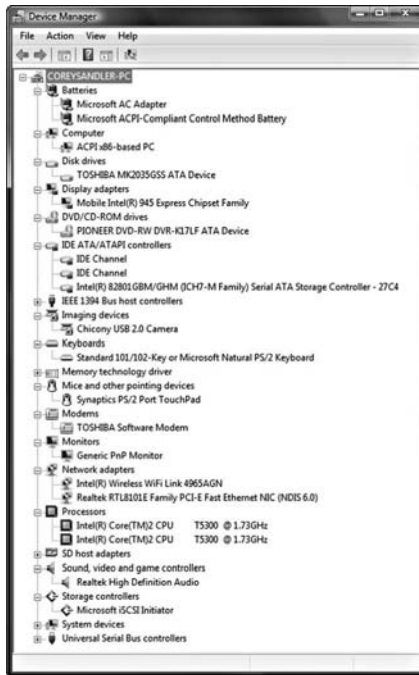 Device Manager
File Action View Help
COREYSANDLER-PC
Batteries
Microsoft AC Adapter
Microsoft ACPI-Compliant Control Method Battery
Computer
ACPI x86-based PC
Disk drives
TOSHIBA MK2035GSS ATA Device
Display adapters
Mobile Intel(R) 945 Express Chipset Family
DVD/CD-ROM drives
PIONEER DVD-RW DVR-K17LF ATA Device
IDE ATA/ATAPI controllers
IDE Channel
IDE Channel
Intel(R) 82801GBM/GHM (ICH7-M Family) Serial ATA Storage Controller - 27C4
IEEE 1394 Bus host controllers
Imaging devices
Chicony USB 2.0 Camera
Keyboards
Standard 101/102-Key or Microsoft Natural PS/2 Keyboard
Memory technology driver
Mice and other pointing devices
Synaptics PS/2 Port TouchPad
Modems
TOSHIBA Software Modem
Monitors
Generic PnP Monitor
Network adapters
Intel(R) Wireless WiFi Link 4965AGN
Realtek RTL8101E Family PCI-E Fast Ethernet NIC (NDIS 6.0)
Processors
Intel(R) Core(TM)2 CPU T5300 @ 1.73GHz
Intel(R) Core(TM)2 CPU T5300 @ 1.73GHz
SD host adapters
Sound, video and game controllers
Realtek High Definition Audio
Storage controllers
Microsoft iSCSI Initiator
System devices
Universal Serial Bus controllers